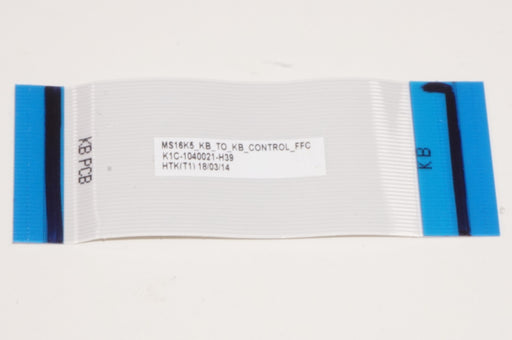 KB PCB
MS16K5_KB_TO_KB_CONTROL_FFC
K1C-1040021-H39
HTK(T1) 18/03/14
KB